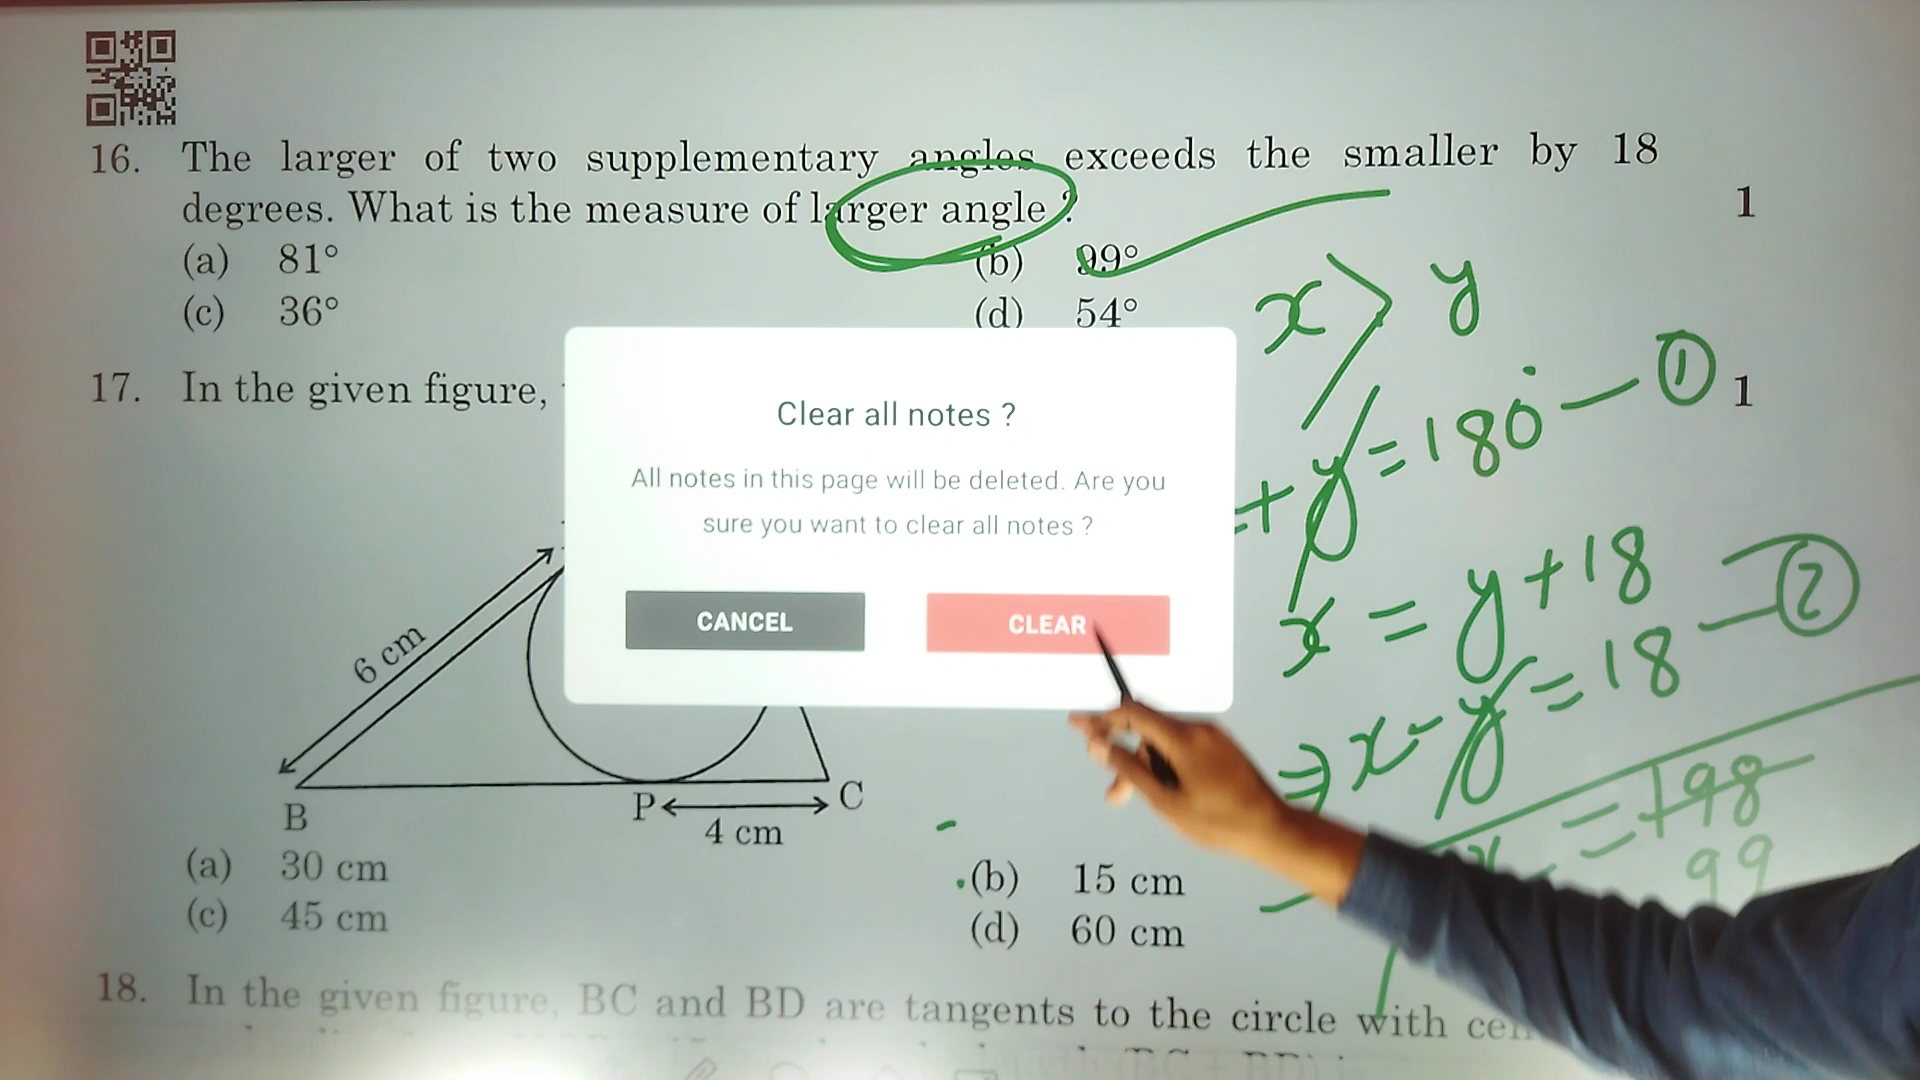 16. The larger of two supplementary angles exceeds the smaller by 18
degrees. What is the measure of larger angle ? 1
(a) 81° (b) 99°
(c) 36° (d) 54°
x > y
17. In the given figure, 1
+ y = 180° — ①
x = y + 18
⇒ x - y = 18 — ②
= 198
99
Clear all notes ?
All notes in this page will be deleted. Are you
sure you want to clear all notes ?
CANCEL CLEAR
6 cm
B P C
4 cm
(a) 30 cm (b) 15 cm
(c) 45 cm (d) 60 cm
18. In the given figure, BC and BD are tangents to the circle with